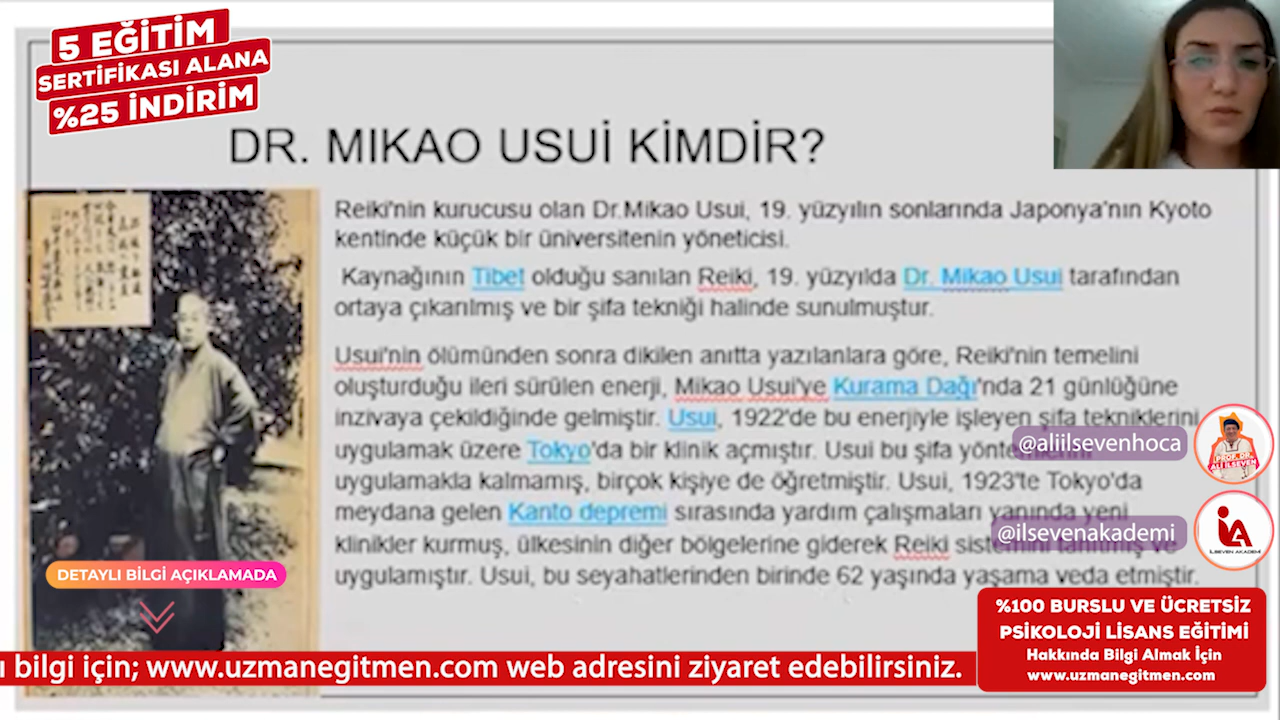 5 EĞİTİM
SERTİFİKASI ALANA
%25 İNDİRİM
DR. MIKAO USUİ KİMDİR?
Reiki'nin kurucusu olan Dr.Mikao Usui, 19. yüzyılın sonlarında Japonya'nın Kyoto
kentinde küçük bir üniversitenin yöneticisi.
Kaynağının Tibet olduğu sanılan Reiki, 19. yüzyılda Dr. Mikao Usui tarafından
ortaya çıkarılmış ve bir şifa tekniği halinde sunulmuştur.
Usui'nin ölümünden sonra dikilen anıtta yazılanlara göre, Reiki'nin temelini
oluşturduğu ileri sürülen enerji, Mikao Usui'ye Kurama Dağı'nda 21 günlüğüne
inzivaya çekildiğinde gelmiştir. Usui, 1922'de bu enerjiyle işleyen şifa tekniklerini
uygulamak üzere Tokyo'da bir klinik açmıştır. Usui bu şifa
uygulamakla kalmamış, birçok kişiye de öğretmiştir. Usui, 1923'te Tokyo'da
meydana gelen Kanto depremi sırasında yardım çalışmaları yanında yeni
klinikler kurmuş, ülkesinin diğer bölgelerine giderek Reiki
uygulamıştır. Usui, bu seyahatlerinden birinde 62 yaşında yaşama veda etmiştir.
@aliilsevenhoca
PROF. DR.
ALİ İLSEVEN
@ilsevenakademi
İLSEVEN AKADEMİ
DETAYLI BİLGİ AÇIKLAMADA
%100 BURSLU VE ÜCRETSİZ
PSİKOLOJİ LİSANS EĞİTİMİ
Hakkında Bilgi Almak İçin
www.uzmanegitmen.com
bilgi için; www.uzmanegitmen.com web adresini ziyaret edebilirsiniz.